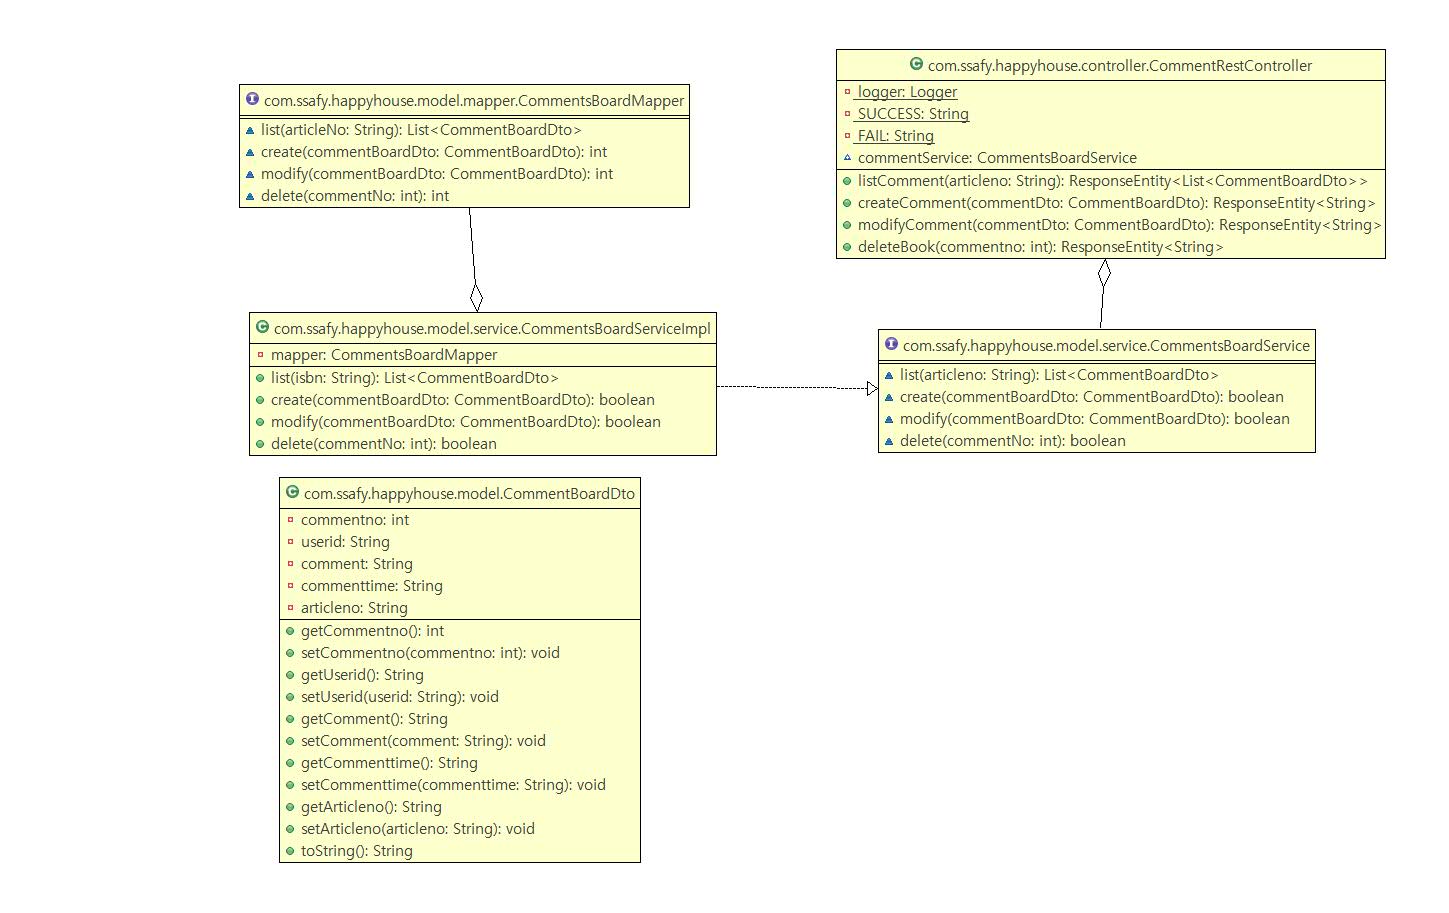 com.ssafy.happyhouse.model.mapper.CommentsBoardMapper
list(articleNo: String): List<CommentBoardDto>
create(commentBoardDto: CommentBoardDto): int
modify(commentBoardDto: CommentBoardDto): int
delete(commentNo: int): int
com.ssafy.happyhouse.controller.CommentRestController
logger: Logger
SUCCESS: String
FAIL: String
commentService: CommentsBoardService
listComment(articleno: String): ResponseEntity<List<CommentBoardDto>>
createComment(commentDto: CommentBoardDto): ResponseEntity<String>
modifyComment(commentDto: CommentBoardDto): ResponseEntity<String>
deleteBook(commentno: int): ResponseEntity<String>
com.ssafy.happyhouse.model.service.CommentsBoardServiceImpl
mapper: CommentsBoardMapper
list(isbn: String): List<CommentBoardDto>
create(commentBoardDto: CommentBoardDto): boolean
modify(commentBoardDto: CommentBoardDto): boolean
delete(commentNo: int): boolean
com.ssafy.happyhouse.model.service.CommentsBoardService
list(articleno: String): List<CommentBoardDto>
create(commentBoardDto: CommentBoardDto): boolean
modify(commentBoardDto: CommentBoardDto): boolean
delete(commentNo: int): boolean
com.ssafy.happyhouse.model.CommentBoardDto
commentno: int
userid: String
comment: String
commenttime: String
articleno: String
getCommentno(): int
setCommentno(commentno: int): void
getUserid(): String
setUserid(userid: String): void
getComment(): String
setComment(comment: String): void
getCommenttime(): String
setCommenttime(commenttime: String): void
getArticleno(): String
setArticleno(articleno: String): void
toString(): String